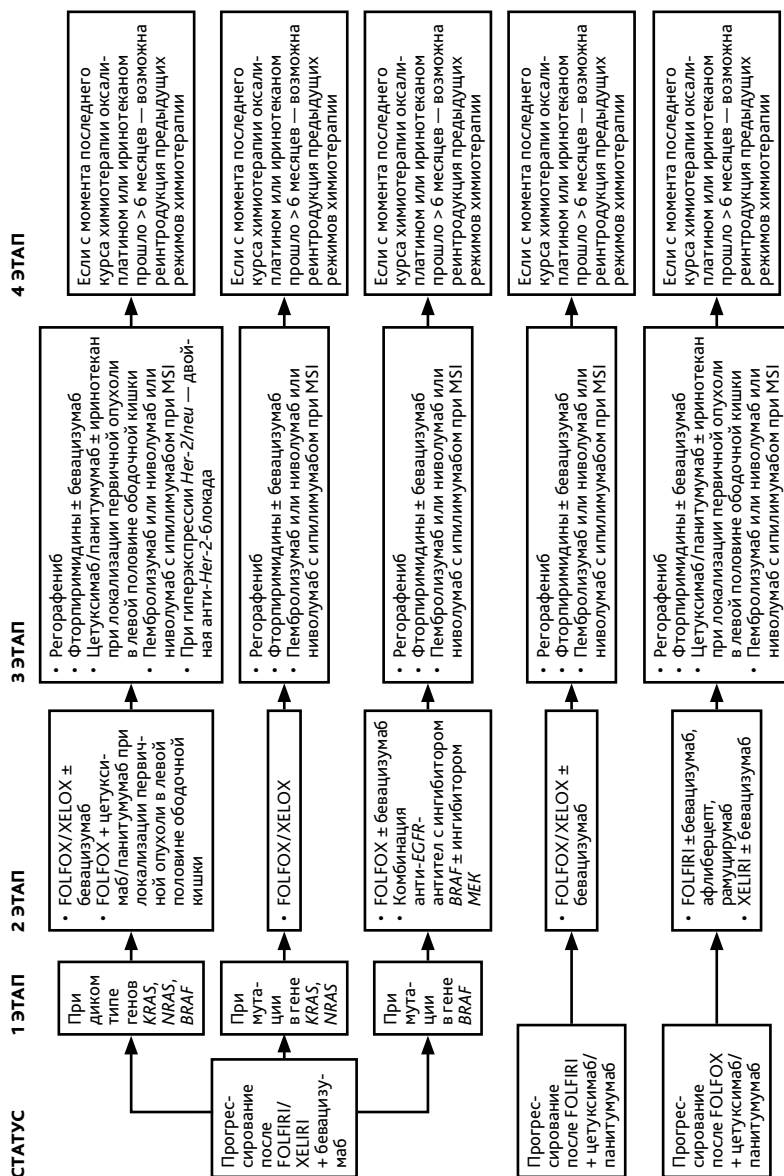 СТАТУС
1 ЭТАП
2 ЭТАП
3 ЭТАП
4 ЭТАП
Прогрес-
сирование
после
FOLFIRI/
XELIRI
+ бевацизу-
маб
При
диком
типе
генов
KRAS,
NRAS,
BRAF
• FOLFOX/XELOX ±
бевацизумаб
• FOLFOX + цетукси-
маб/панитумумаб при
локализации первич-
ной опухоли в левой
половине ободочной
кишки
• Регорафениб
• Фторпиримидины ± бевацизумаб
• Цетуксимаб/панитумумаб ± иринотекан
при локализации первичной опухоли
в левой половине ободочной кишки
• Пембролизумаб или ниволумаб или
ниволумаб с ипилимумабом при MSI
• При гиперэкспрессии Her-2/neu — двой-
ная анти-Her-2-блокада
Если с момента последнего
курса химиотерапии оксали-
платином или иринотеканом
прошло > 6 месяцев — возможна
реинтродукция предыдущих
режимов химиотерапии
При
мута-
ции
в гене
KRAS,
NRAS
• FOLFOX/XELOX
• Регорафениб
• Фторпиримидины ± бевацизумаб
• Пембролизумаб или ниволумаб или
ниволумаб с ипилимумабом при MSI
Если с момента последнего
курса химиотерапии оксали-
платином или иринотеканом
прошло > 6 месяцев — возможна
реинтродукция предыдущих
режимов химиотерапии
При
мута-
ции
в гене
BRAF
• FOLFOX ± бевацизумаб
• Комбинация
анти-EGFR-
антител с ингибитором
BRAF ± ингибитором
MEK
• Регорафениб
• Фторпиримидины ± бевацизумаб
• Пембролизумаб или ниволумаб или
ниволумаб с ипилимумабом при MSI
Если с момента последнего
курса химиотерапии оксали-
платином или иринотеканом
прошло > 6 месяцев — возможна
реинтродукция предыдущих
режимов химиотерапии
Прогрес-
сирование
после FOLFIRI
+ цетуксимаб/
панитумумаб
• FOLFOX/XELOX ±
бевацизумаб
• Регорафениб
• Фторпиримидины ± бевацизумаб
• Пембролизумаб или ниволумаб или
ниволумаб с ипилимумабом при MSI
Если с момента последнего
курса химиотерапии оксали-
платином или иринотеканом
прошло > 6 месяцев — возможна
реинтродукция предыдущих
режимов химиотерапии
Прогрес-
сирование
после FOLFOX
+ цетуксимаб/
панитумумаб
• FOLFIRI ± бевацизумаб,
афлиберцепт,
рамуцирумаб
• XELIRI ± бевацизумаб
• Регорафениб
• Фторпиримидины ± бевацизумаб
• Цетуксимаб/панитумумаб ± иринотекан
при локализации первичной опухоли
в левой половине ободочной кишки
• Пембролизумаб или ниволумаб или
ниволумаб с ипилимумабом при MSI
Если с момента последнего
курса химиотерапии оксали-
платином или иринотеканом
прошло > 6 месяцев — возможна
реинтродукция предыдущих
режимов химиотерапии